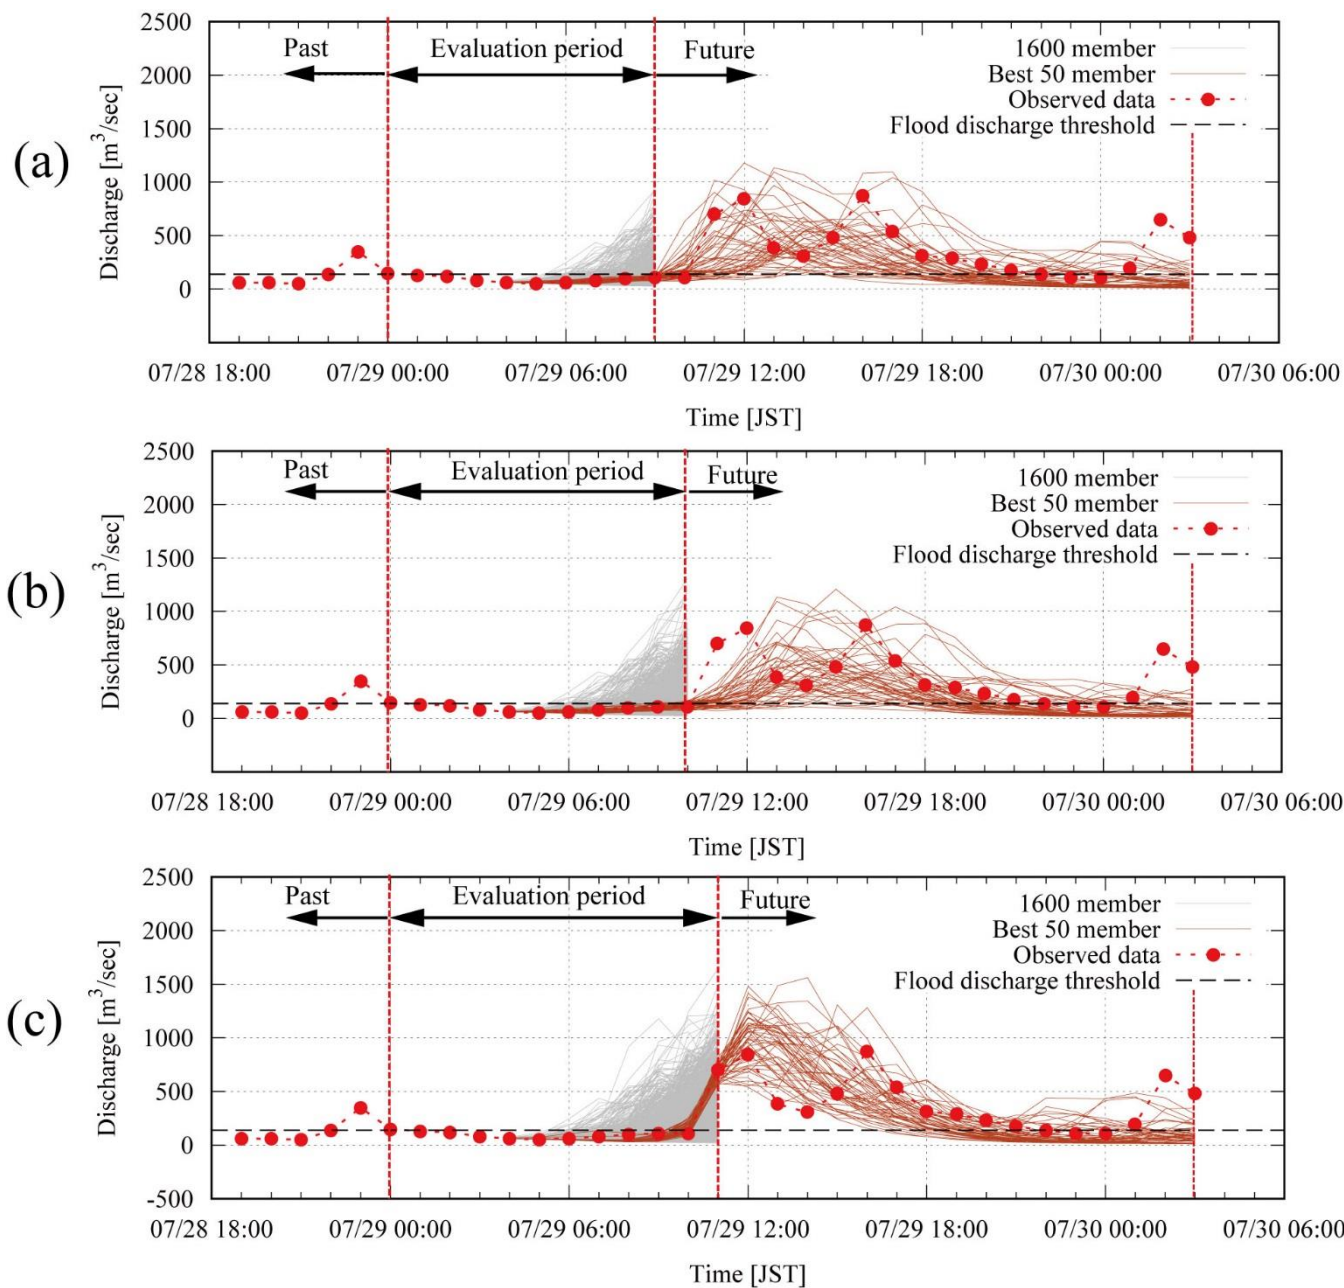 (a)
Discharge [m³/sec]
2500
2000
1500
1000
500
0
Past
Evaluation period
Future
1600 member
Best 50 member
Observed data
Flood discharge threshold
07/28 18:00 07/29 00:00 07/29 06:00 07/29 12:00 07/29 18:00 07/30 00:00 07/30 06:00
Time [JST]
(b)
Discharge [m³/sec]
2500
2000
1500
1000
500
0
Past
Evaluation period
Future
1600 member
Best 50 member
Observed data
Flood discharge threshold
07/28 18:00 07/29 00:00 07/29 06:00 07/29 12:00 07/29 18:00 07/30 00:00 07/30 06:00
Time [JST]
(c)
Discharge [m³/sec]
2500
2000
1500
1000
500
0
-500
Past
Evaluation period
Future
1600 member
Best 50 member
Observed data
Flood discharge threshold
07/28 18:00 07/29 00:00 07/29 06:00 07/29 12:00 07/29 18:00 07/30 00:00 07/30 06:00
Time [JST]